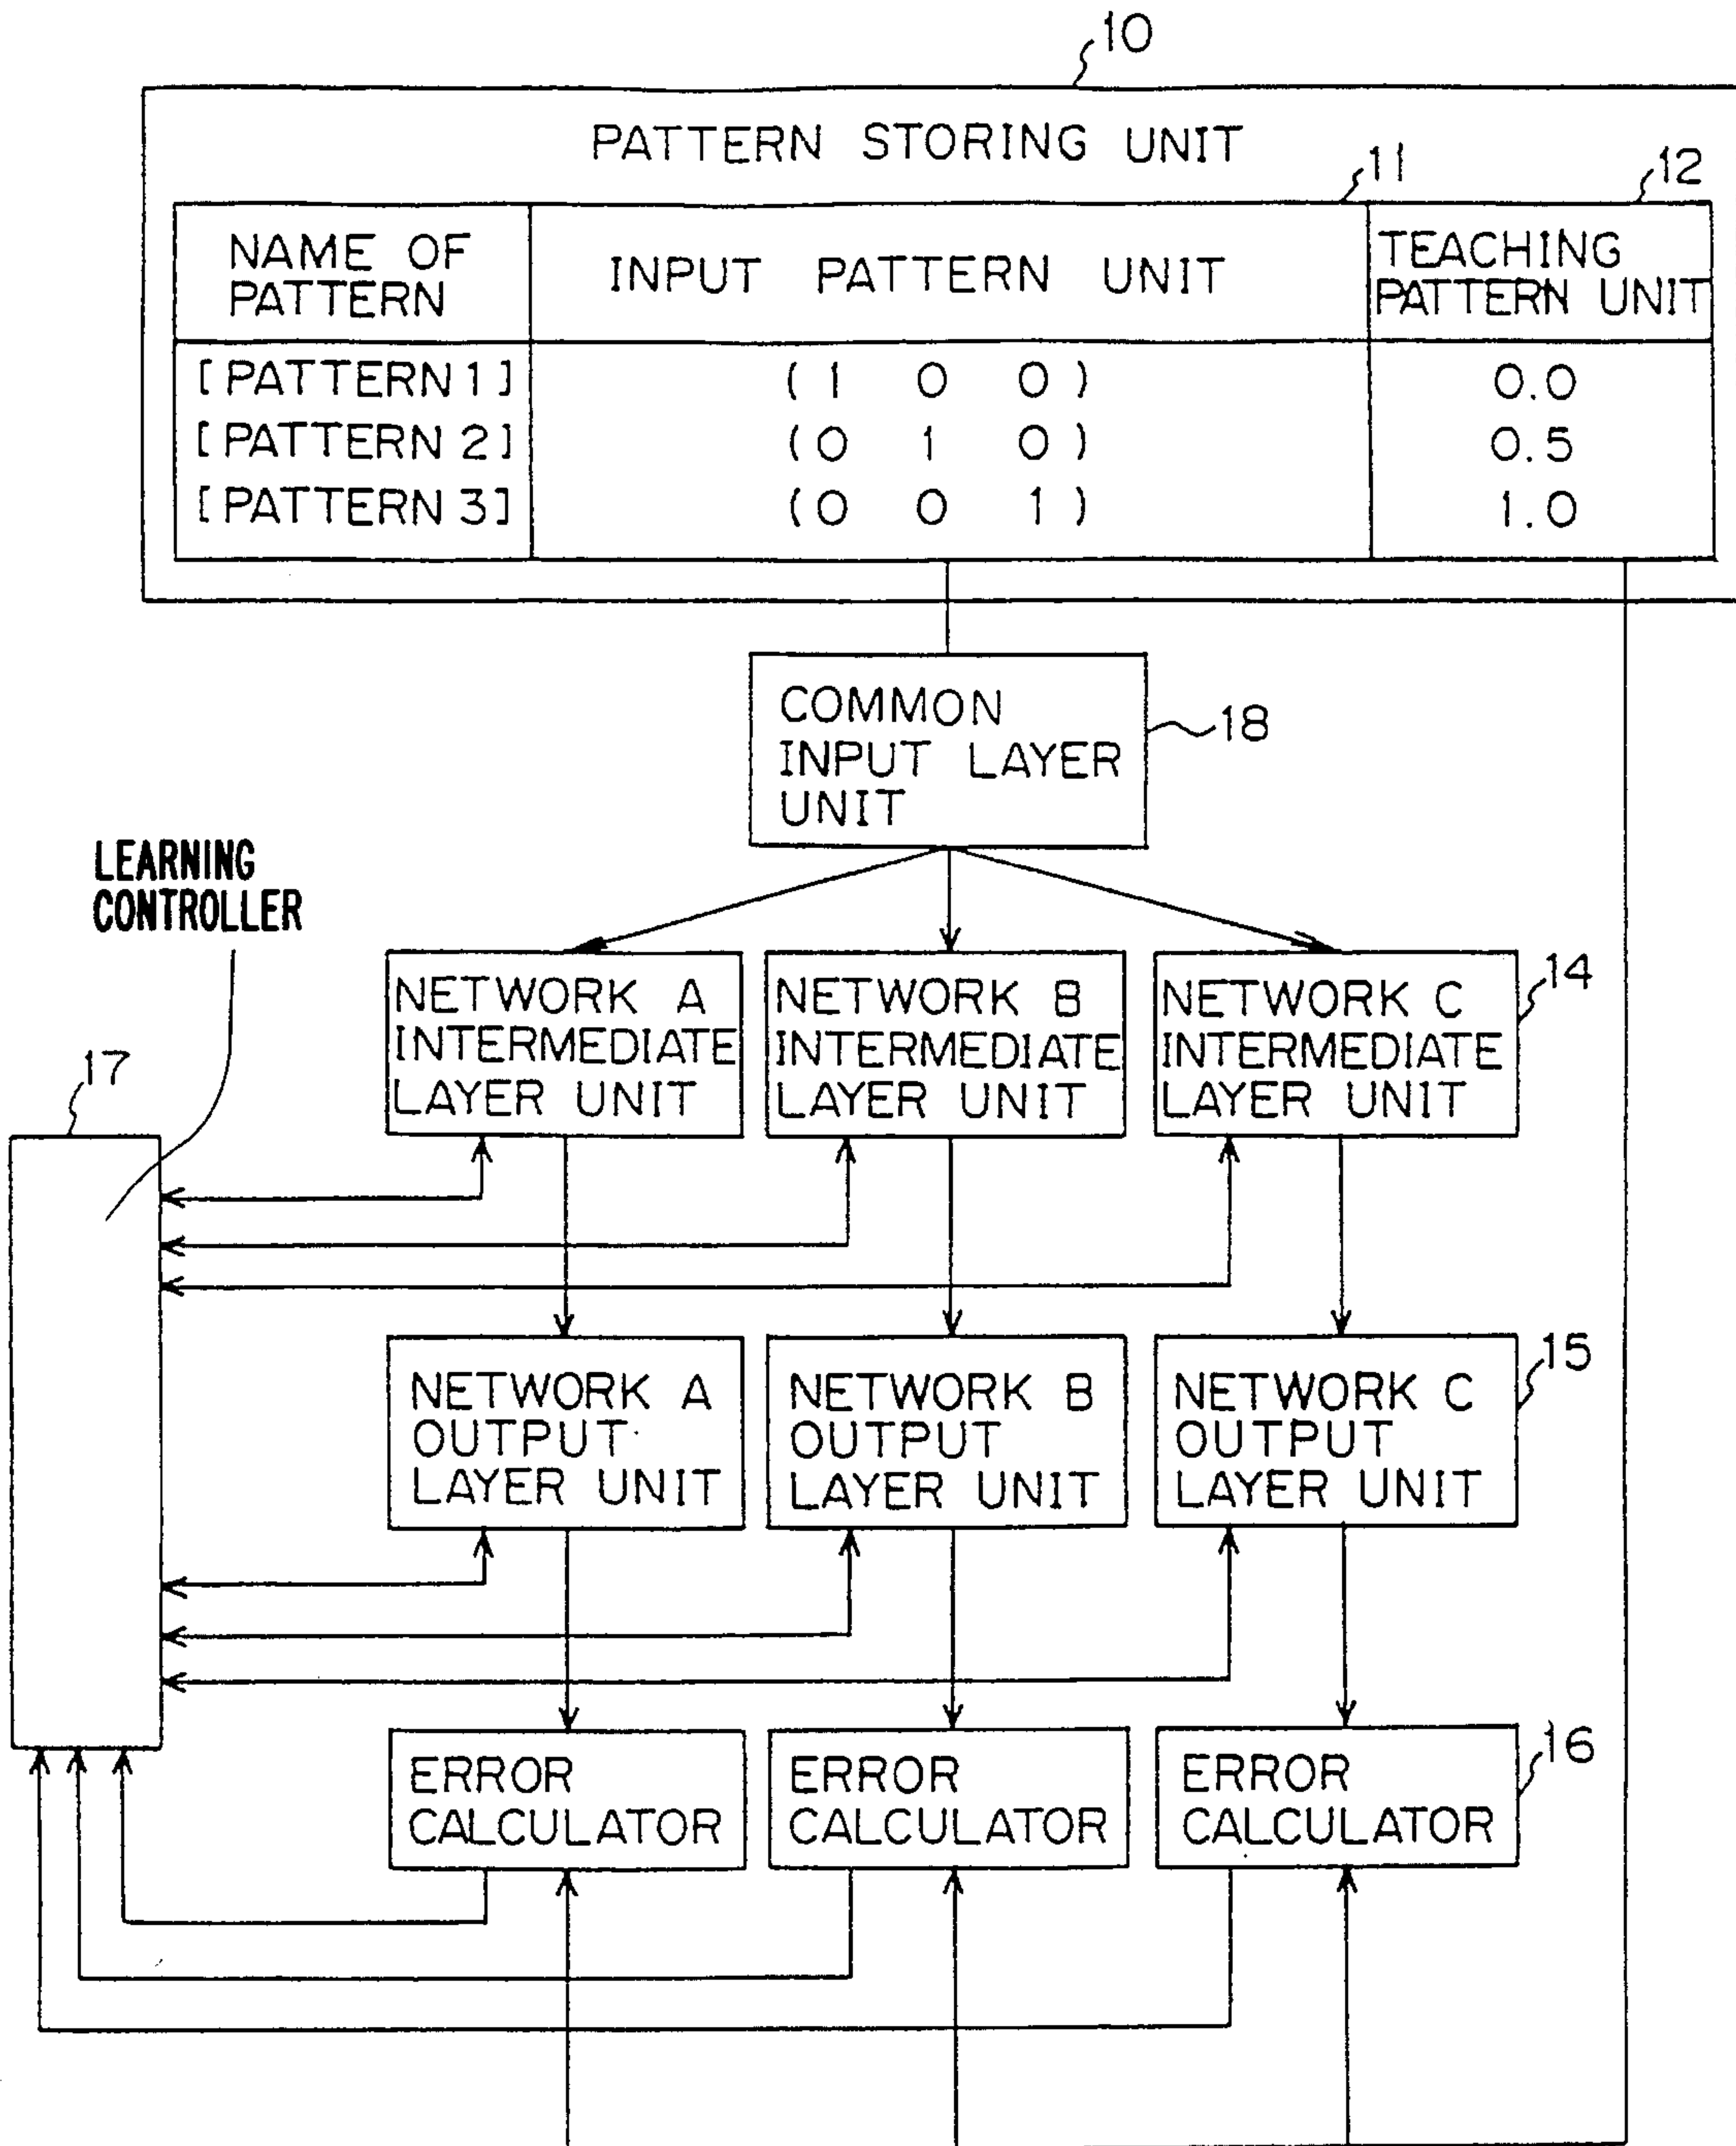 10
PATTERN STORING UNIT
11
12
NAME OF
PATTERN
INPUT PATTERN UNIT
TEACHING
PATTERN UNIT
[PATTERN 1] (1 0 0) 0.0
[PATTERN 2] (0 1 0) 0.5
[PATTERN 3] (0 0 1) 1.0
COMMON
INPUT LAYER
UNIT
18
LEARNING
CONTROLLER
17
NETWORK A
INTERMEDIATE
LAYER UNIT
NETWORK B
INTERMEDIATE
LAYER UNIT
NETWORK C
INTERMEDIATE
LAYER UNIT
14
NETWORK A
OUTPUT
LAYER UNIT
NETWORK B
OUTPUT
LAYER UNIT
NETWORK C
OUTPUT
LAYER UNIT
15
ERROR
CALCULATOR
ERROR
CALCULATOR
ERROR
CALCULATOR
16